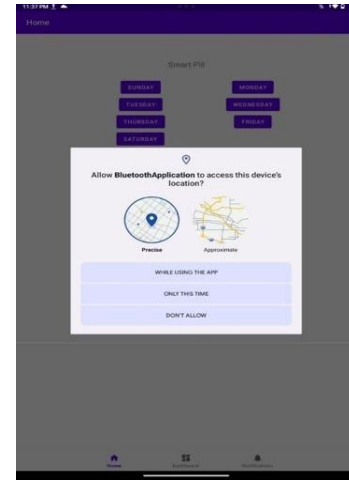 11:37 PM
Home
Smart Pill
SUNDAY
MONDAY
TUESDAY
WEDNESDAY
THURSDAY
FRIDAY
SATURDAY
Allow BluetoothApplication to access this device's
location?
Precise
Approximate
WHILE USING THE APP
ONLY THIS TIME
DON'T ALLOW
Home
Dashboard
Notifications